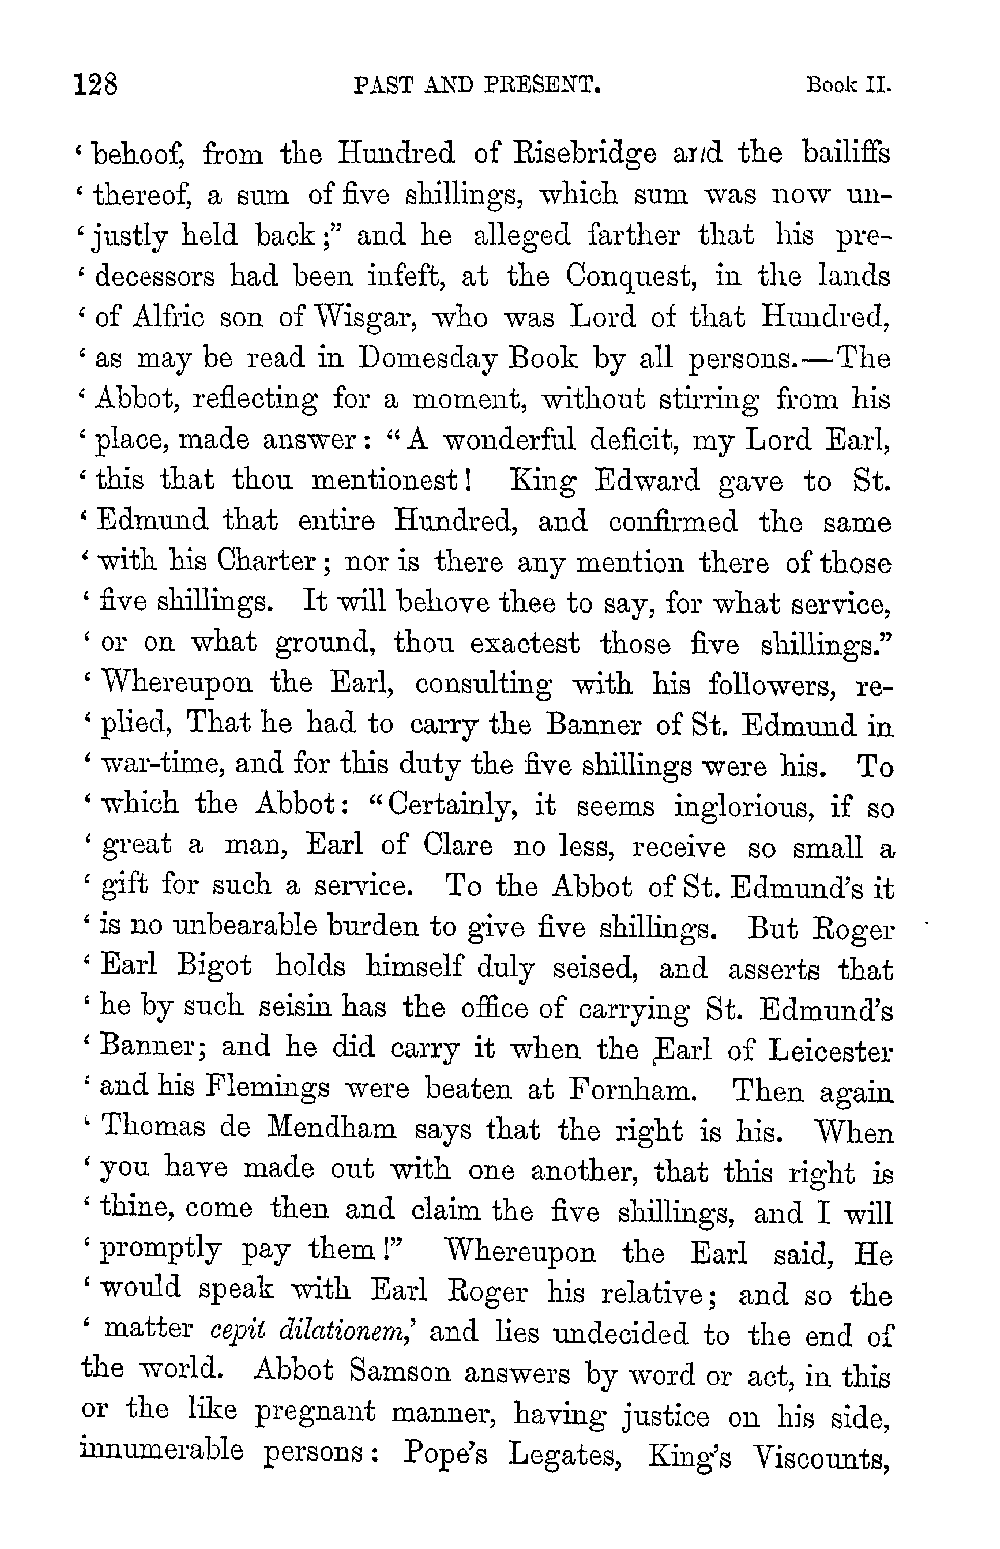 128 PAST AND PRESENT. Book II.
‘ behoof, from the Hundred of Risebridge and the bailiffs
‘ thereof, a sum of five shillings, which sum was now un-
‘ justly held back;” and he alleged farther that his pre-
‘ decessors had been infeft, at the Conquest, in the lands
‘ of Alfric son of Wisgar, who was Lord of that Hundred,
‘ as may be read in Domesday Book by all persons.—The
‘ Abbot, reflecting for a moment, without stirring from his
‘ place, made answer: “A wonderful deficit, my Lord Earl,
‘ this that thou mentionest! King Edward gave to St.
‘ Edmund that entire Hundred, and confirmed the same
‘ with his Charter; nor is there any mention there of those
‘ five shillings. It will behove thee to say, for what service,
‘ or on what ground, thou exactest those five shillings.”
‘ Whereupon the Earl, consulting with his followers, re-
‘ plied, That he had to carry the Banner of St. Edmund in
‘ war-time, and for this duty the five shillings were his. To
‘ which the Abbot: “Certainly, it seems inglorious, if so
‘ great a man, Earl of Clare no less, receive so small a
‘ gift for such a service. To the Abbot of St. Edmund’s it
‘ is no unbearable burden to give five shillings. But Roger
‘ Earl Bigot holds himself duly seised, and asserts that
‘ he by such seisin has the office of carrying St. Edmund’s
‘ Banner; and he did carry it when the Earl of Leicester
‘ and his Flemings were beaten at Fornham. Then again
‘ Thomas de Mendham says that the right is his. When
‘ you have made out with one another, that this right is
‘ thine, come then and claim the five shillings, and I will
‘ promptly pay them!” Whereupon the Earl said, He
‘ would speak with Earl Roger his relative; and so the
‘ matter cepit dilationem,’ and lies undecided to the end of
the world. Abbot Samson answers by word or act, in this
or the like pregnant manner, having justice on his side,
innumerable persons: Pope’s Legates, King’s Viscounts,